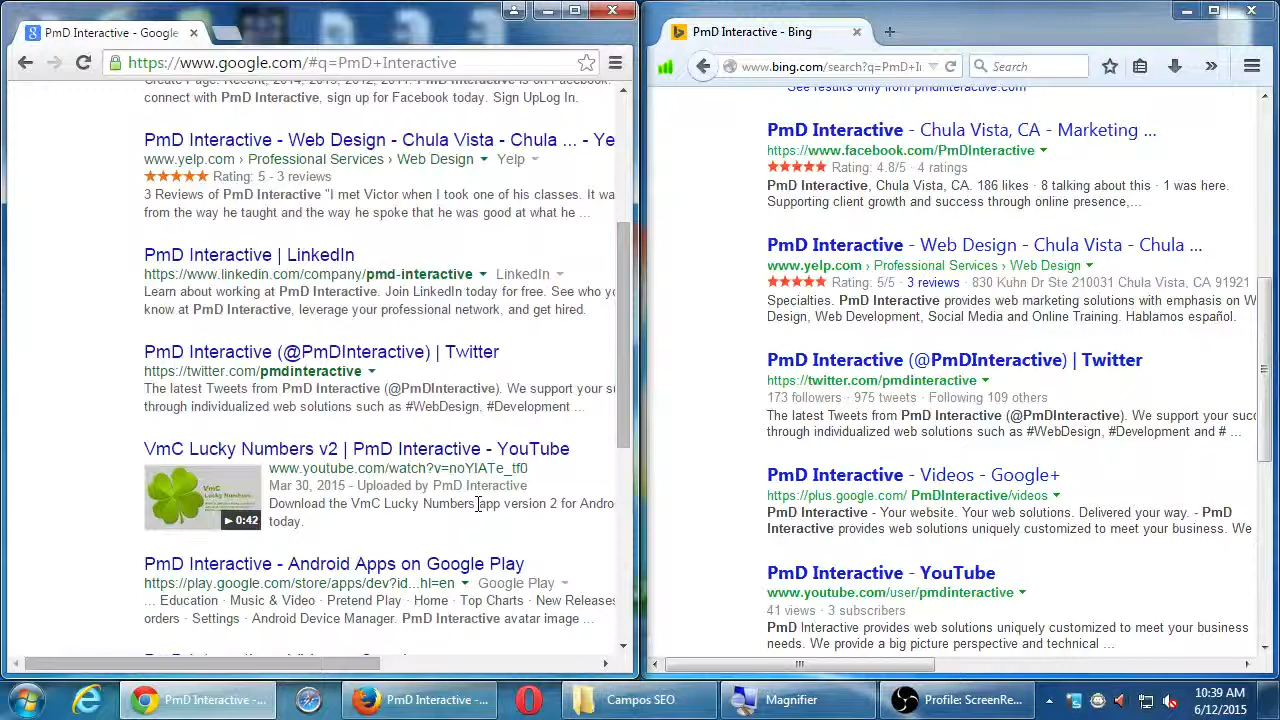 PmD Interactive - Google
https://www.google.com/#q=PmD+Interactive
connect with PmD Interactive, sign up for Facebook today. Sign UpLog In.
PmD Interactive - Web Design - Chula Vista - Chula ... - Ye
www.yelp.com › Professional Services › Web Design Yelp
Rating: 5 - 3 reviews
3 Reviews of PmD Interactive "I met Victor when I took one of his classes. It wa
from the way he taught and the way he spoke that he was good at what he ...
PmD Interactive | LinkedIn
https://www.linkedin.com/company/pmd-interactive LinkedIn
Learn about working at PmD Interactive. Join LinkedIn today for free. See who yo
know at PmD Interactive, leverage your professional network, and get hired.
PmD Interactive (@PmDInteractive) | Twitter
https://twitter.com/pmdinteractive
The latest Tweets from PmD Interactive (@PmDInteractive). We support your su
through individualized web solutions such as #WebDesign, #Development ...
VmC Lucky Numbers v2 | PmD Interactive - YouTube
www.youtube.com/watch?v=noYlATe_tf0
Mar 30, 2015 - Uploaded by PmD Interactive
Download the VmC Lucky Numbers app version 2 for Andro
today.
VmC
Lucky Numbers
0:42
PmD Interactive - Android Apps on Google Play
https://play.google.com/store/apps/dev?id...hl=en Google Play
... Education · Music & Video · Pretend Play · Home · Top Charts · New Releases
orders · Settings · Android Device Manager. PmD Interactive avatar image ...
PmD Interactive - Bing
www.bing.com/search?q=PmD+I
Search
See results only from pmdinteractive.com
PmD Interactive - Chula Vista, CA - Marketing ...
https://www.facebook.com/PmDInteractive
Rating: 4.8/5 · 4 ratings
PmD Interactive, Chula Vista, CA. 186 likes · 8 talking about this · 1 was here.
Supporting client growth and success through online presence,...
PmD Interactive - Web Design - Chula Vista - Chula ...
www.yelp.com › Professional Services › Web Design
Rating: 5/5 · 3 reviews · 830 Kuhn Dr Ste 210031 Chula Vista, CA 91921
Specialties. PmD Interactive provides web marketing solutions with emphasis on W
Design, Web Development, Social Media and Online Training. Hablamos español.
PmD Interactive (@PmDInteractive) | Twitter
https://twitter.com/pmdinteractive
173 followers · 975 tweets · Following 109 others
The latest Tweets from PmD Interactive (@PmDInteractive). We support your succ
through individualized web solutions such as #WebDesign, #Development and # ...
PmD Interactive - Videos - Google+
https://plus.google.com/ PmDInteractive/videos
PmD Interactive - Your website. Your web solutions. Delivered your way. - PmD
Interactive provides web solutions uniquely customized to meet your business. We
PmD Interactive - YouTube
www.youtube.com/user/pmdinteractive
41 views · 3 subscribers
PmD Interactive provides web solutions uniquely customized to meet your business
needs. We provide a big picture perspective and technical ...
PmD Interactive -...
PmD Interactive -...
Campos SEO
Magnifier
Profile: ScreenRe...
10:39 AM
6/12/2015